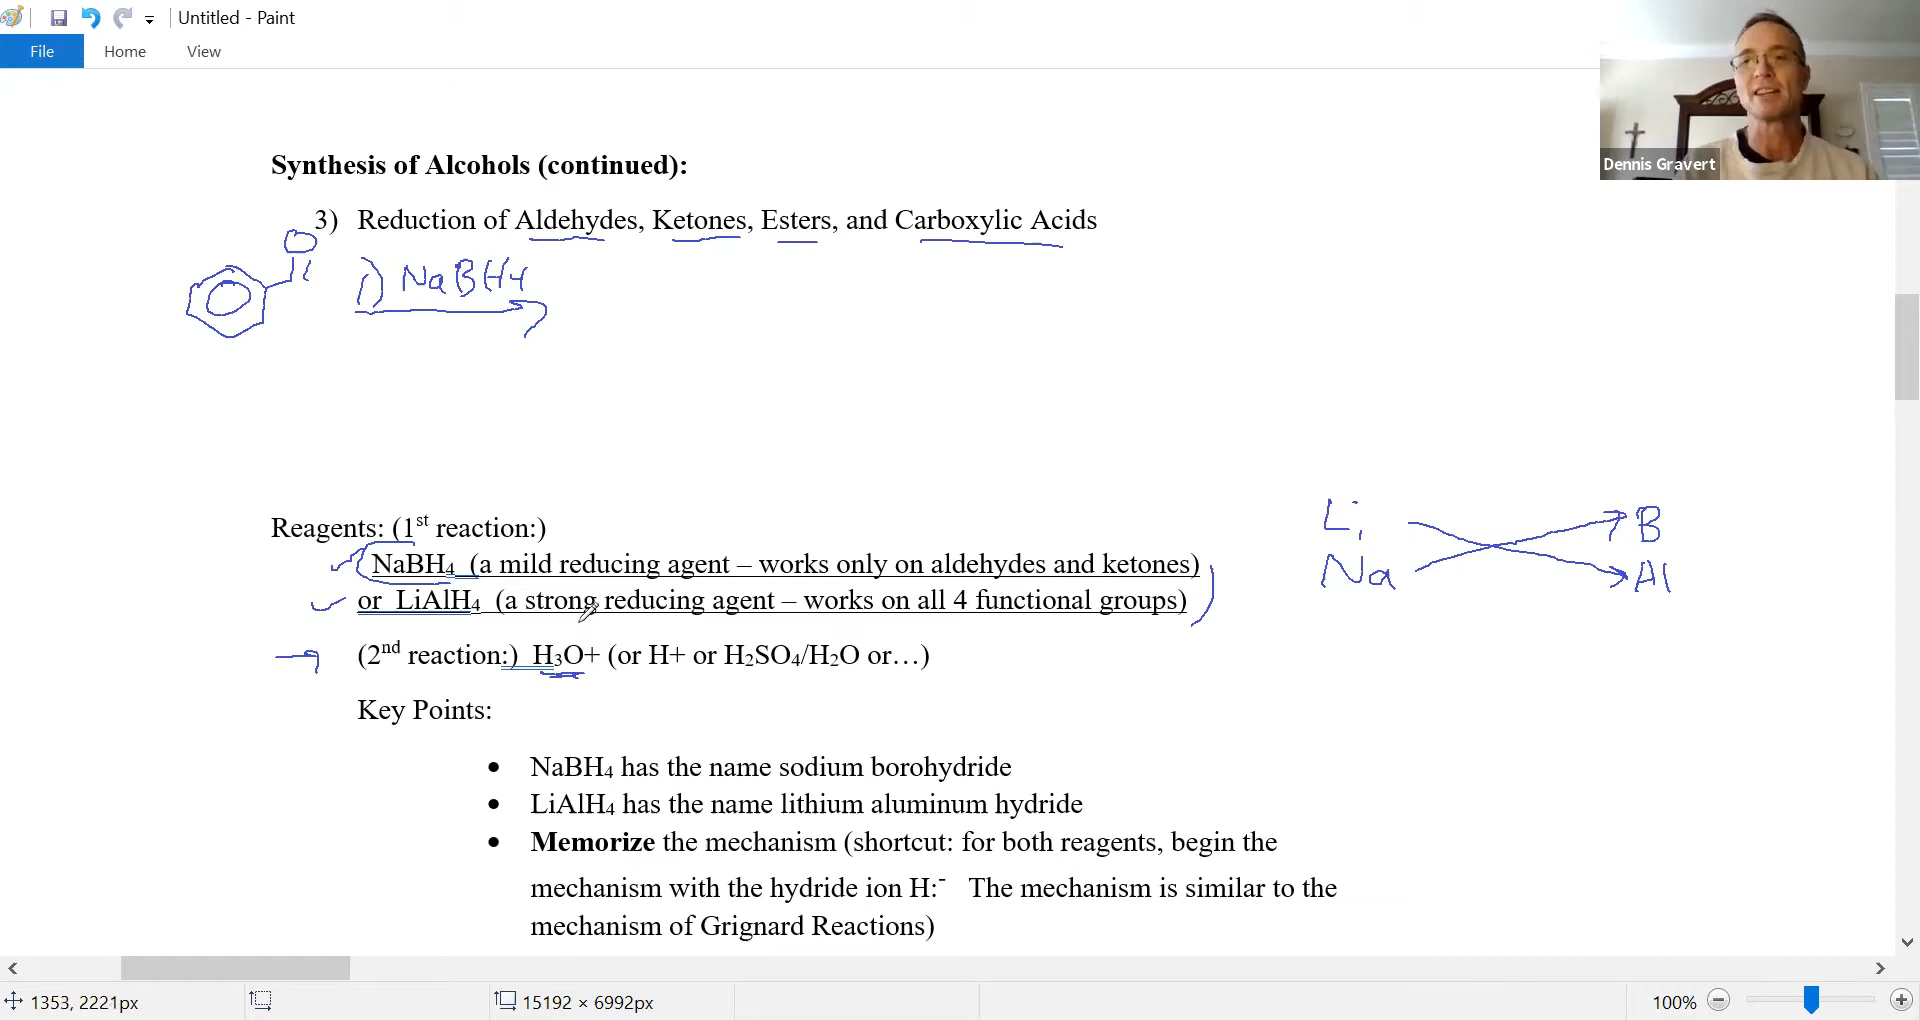 Untitled - Paint
File Home View
Dennis Gravert
Synthesis of Alcohols (continued):
3) Reduction of Aldehydes, Ketones, Esters, and Carboxylic Acids
O
1) NaBH4
Reagents: (1st reaction:)
NaBH4 (a mild reducing agent – works only on aldehydes and ketones)
or LiAlH4 (a strong reducing agent – works on all 4 functional groups)
(2nd reaction:) H3O+ (or H+ or H2SO4/H2O or…)
Li B
Na Al
Key Points:
• NaBH4 has the name sodium borohydride
• LiAlH4 has the name lithium aluminum hydride
• Memorize the mechanism (shortcut: for both reagents, begin the
mechanism with the hydride ion H:- The mechanism is similar to the
mechanism of Grignard Reactions)
1353, 2221px 15192 × 6992px 100%